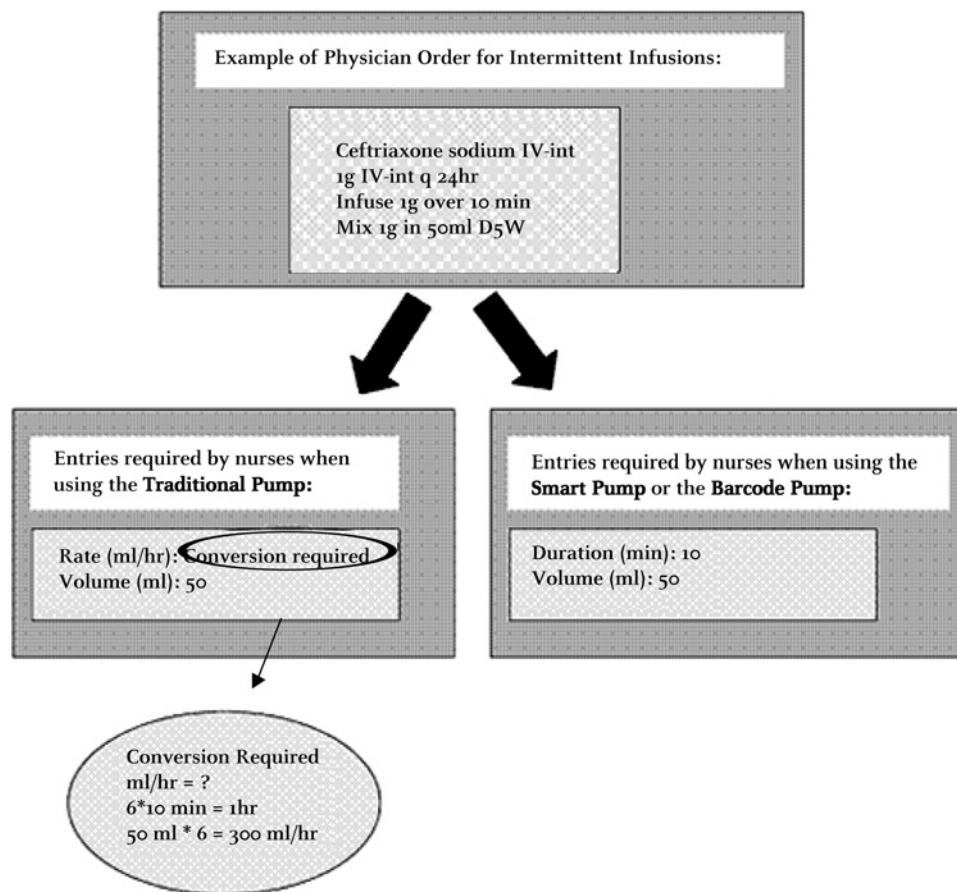 Example of Physician Order for Intermittent Infusions:
Ceftriaxone sodium IV-int
1g IV-int q 24hr
Infuse 1g over 10 min
Mix 1g in 50ml D5W
Entries required by nurses when
using the Traditional Pump:
Rate (ml/hr): Conversion required
Volume (ml): 50
Entries required by nurses when using the
Smart Pump or the Barcode Pump:
Duration (min): 10
Volume (ml): 50
Conversion Required
ml/hr = ?
6*10 min = 1hr
50 ml * 6 = 300 ml/hr